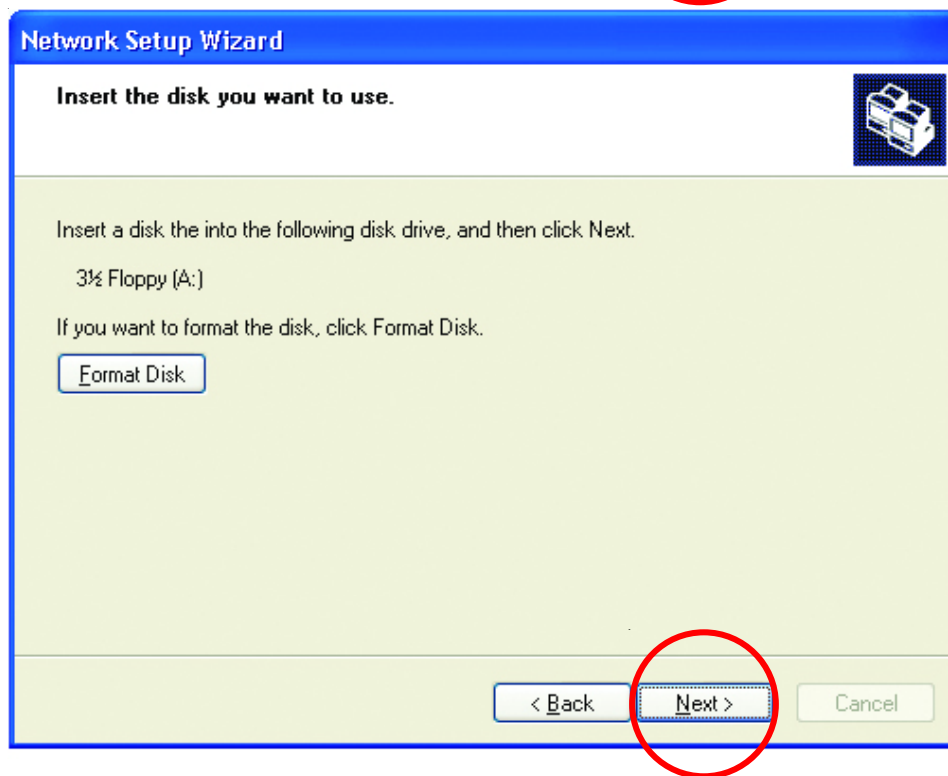 Network Setup Wizard
Insert the disk you want to use.
Insert a disk the into the following disk drive, and then click Next.
3½ Floppy (A:)
If you want to format the disk, click Format Disk.
Format Disk
< Back Next > Cancel